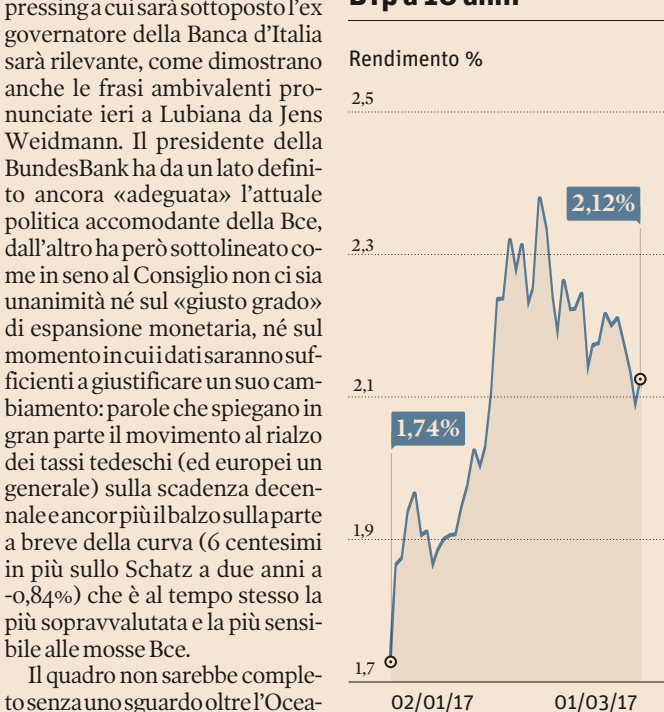 pressing a cui sarà sottoposto l'ex
governatore della Banca d'Italia
sarà rilevante, come dimostrano
anche le frasi ambivalenti pro-
nunciate ieri a Lubiana da Jens
Weidmann. Il presidente della
BundesBank ha da un lato defini-
to ancora «adeguata» l'attuale
politica accomodante della Bce,
dall'altro ha però sottolineato co-
me in seno al Consiglio non ci sia
unanimità né sul «giusto grado»
di espansione monetaria, né sul
momento in cui i dati saranno suf-
ficienti a giustificare un suo cam-
biamento: parole che spiegano in
gran parte il movimento al rialzo
dei tassi tedeschi (ed europei un
generale) sulla scadenza decen-
nale e ancor più il balzo sulla parte
a breve della curva (6 centesimi
in più sullo Schatz a due anni a
-0,84%) che è al tempo stesso la
più sopravvalutata e la più sensi-
bile alle mosse Bce.
Il quadro non sarebbe comple-
to senza uno sguardo oltre l'Ocea-
BTp a 10 anni
Rendimento %
2,5
2,12%
2,3
2,1
1,74%
1,9
1,7
02/01/17 01/03/17